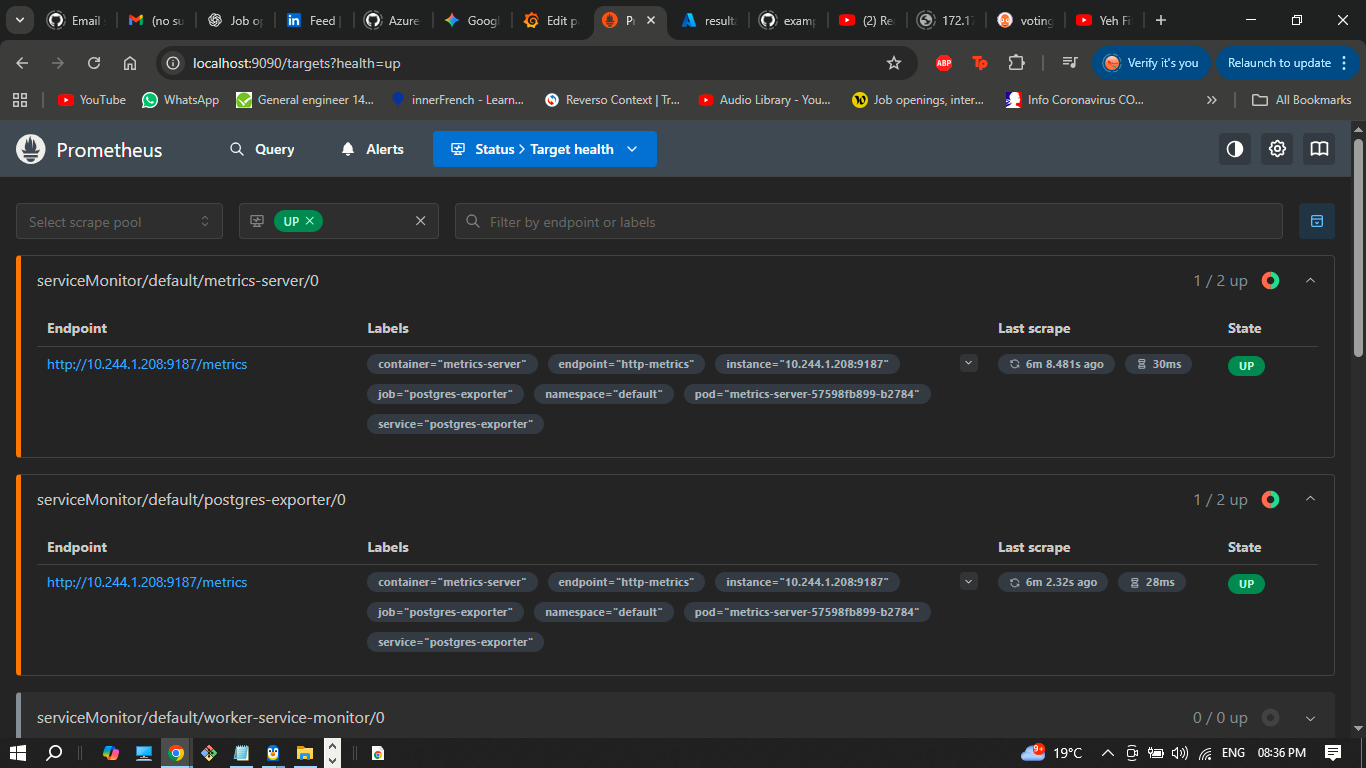 Email
(no su
Job op
Feed |
Azure
Googl
Edit p
Pr
result
examp
(2) Re
172.17
voting
Yeh Fi
localhost:9090/targets?health=up
ABP
Tp
Verify it's you
Relaunch to update
YouTube
WhatsApp
General engineer 14...
innerFrench - Learn...
Reverso Context | Tr...
Audio Library - You...
Job openings, inter...
Info Coronavirus CO...
All Bookmarks
Prometheus
Query
Alerts
Status > Target health
Select scrape pool
UP
Filter by endpoint or labels
serviceMonitor/default/metrics-server/0
1 / 2 up
Endpoint Labels Last scrape State
http://10.244.1.208:9187/metrics
container="metrics-server" endpoint="http-metrics" instance="10.244.1.208:9187"
6m 8.481s ago
30ms
UP
job="postgres-exporter" namespace="default" pod="metrics-server-57598fb899-b2784"
service="postgres-exporter"
serviceMonitor/default/postgres-exporter/0
1 / 2 up
Endpoint Labels Last scrape State
http://10.244.1.208:9187/metrics
container="metrics-server" endpoint="http-metrics" instance="10.244.1.208:9187"
6m 2.32s ago
28ms
UP
job="postgres-exporter" namespace="default" pod="metrics-server-57598fb899-b2784"
service="postgres-exporter"
serviceMonitor/default/worker-service-monitor/0
0 / 0 up
9+
19°C
ENG
08:36 PM